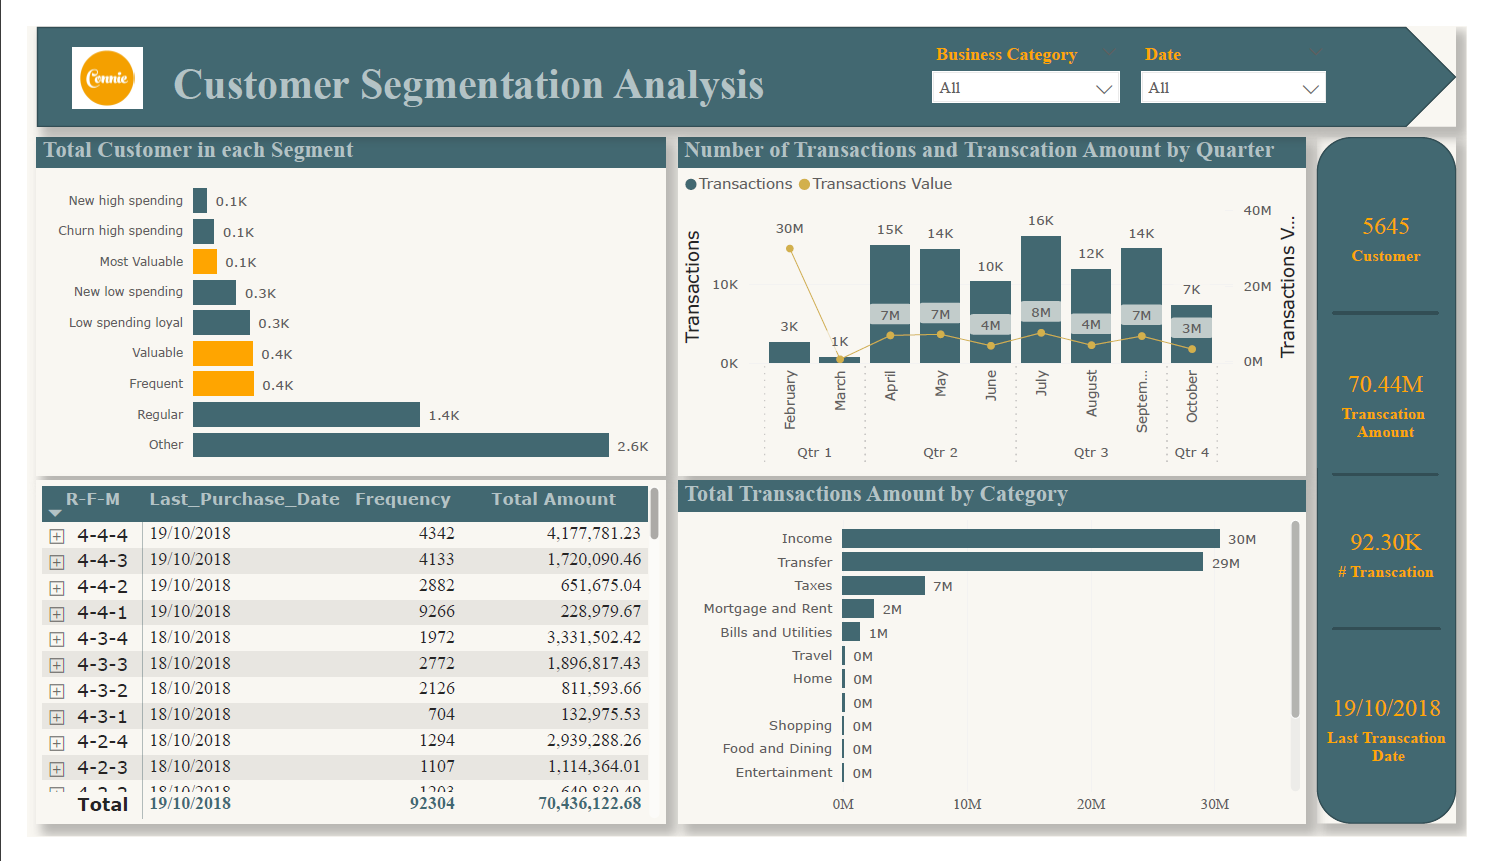 Connie
Customer Segmentation Analysis
Business Category
All
Date
All
Total Customer in each Segment
New high spending 0.1K
Churn high spending 0.1K
Most Valuable 0.1K
New low spending 0.3K
Low spending loyal 0.3K
Valuable 0.4K
Frequent 0.4K
Regular 1.4K
Other 2.6K
Number of Transactions and Transcation Amount by Quarter
Transactions Transactions Value
Transactions
10K
0K
30M
3K
1K
15K
14K
10K
16K
12K
14K
7K
7M
7M
4M
8M
4M
7M
3M
40M
20M
0M
Transactions V...
February
March
April
May
June
July
August
Septem...
October
Qtr 1
Qtr 2
Qtr 3
Qtr 4
R-F-M Last_Purchase_Date Frequency Total Amount
4-4-4 19/10/2018 4342 4,177,781.23
4-4-3 19/10/2018 4133 1,720,090.46
4-4-2 19/10/2018 2882 651,675.04
4-4-1 19/10/2018 9266 228,979.67
4-3-4 18/10/2018 1972 3,331,502.42
4-3-3 18/10/2018 2772 1,896,817.43
4-3-2 18/10/2018 2126 811,593.66
4-3-1 18/10/2018 704 132,975.53
4-2-4 18/10/2018 1294 2,939,288.26
4-2-3 18/10/2018 1107 1,114,364.01
Total 19/10/2018 92304 70,436,122.68
Total Transactions Amount by Category
Income 30M
Transfer 29M
Taxes 7M
Mortgage and Rent 2M
Bills and Utilities 1M
Travel 0M
Home 0M
0M
Shopping 0M
Food and Dining 0M
Entertainment 0M
0M 10M 20M 30M
5645
Customer
70.44M
Transcation
Amount
92.30K
# Transcation
19/10/2018
Last Transcation
Date